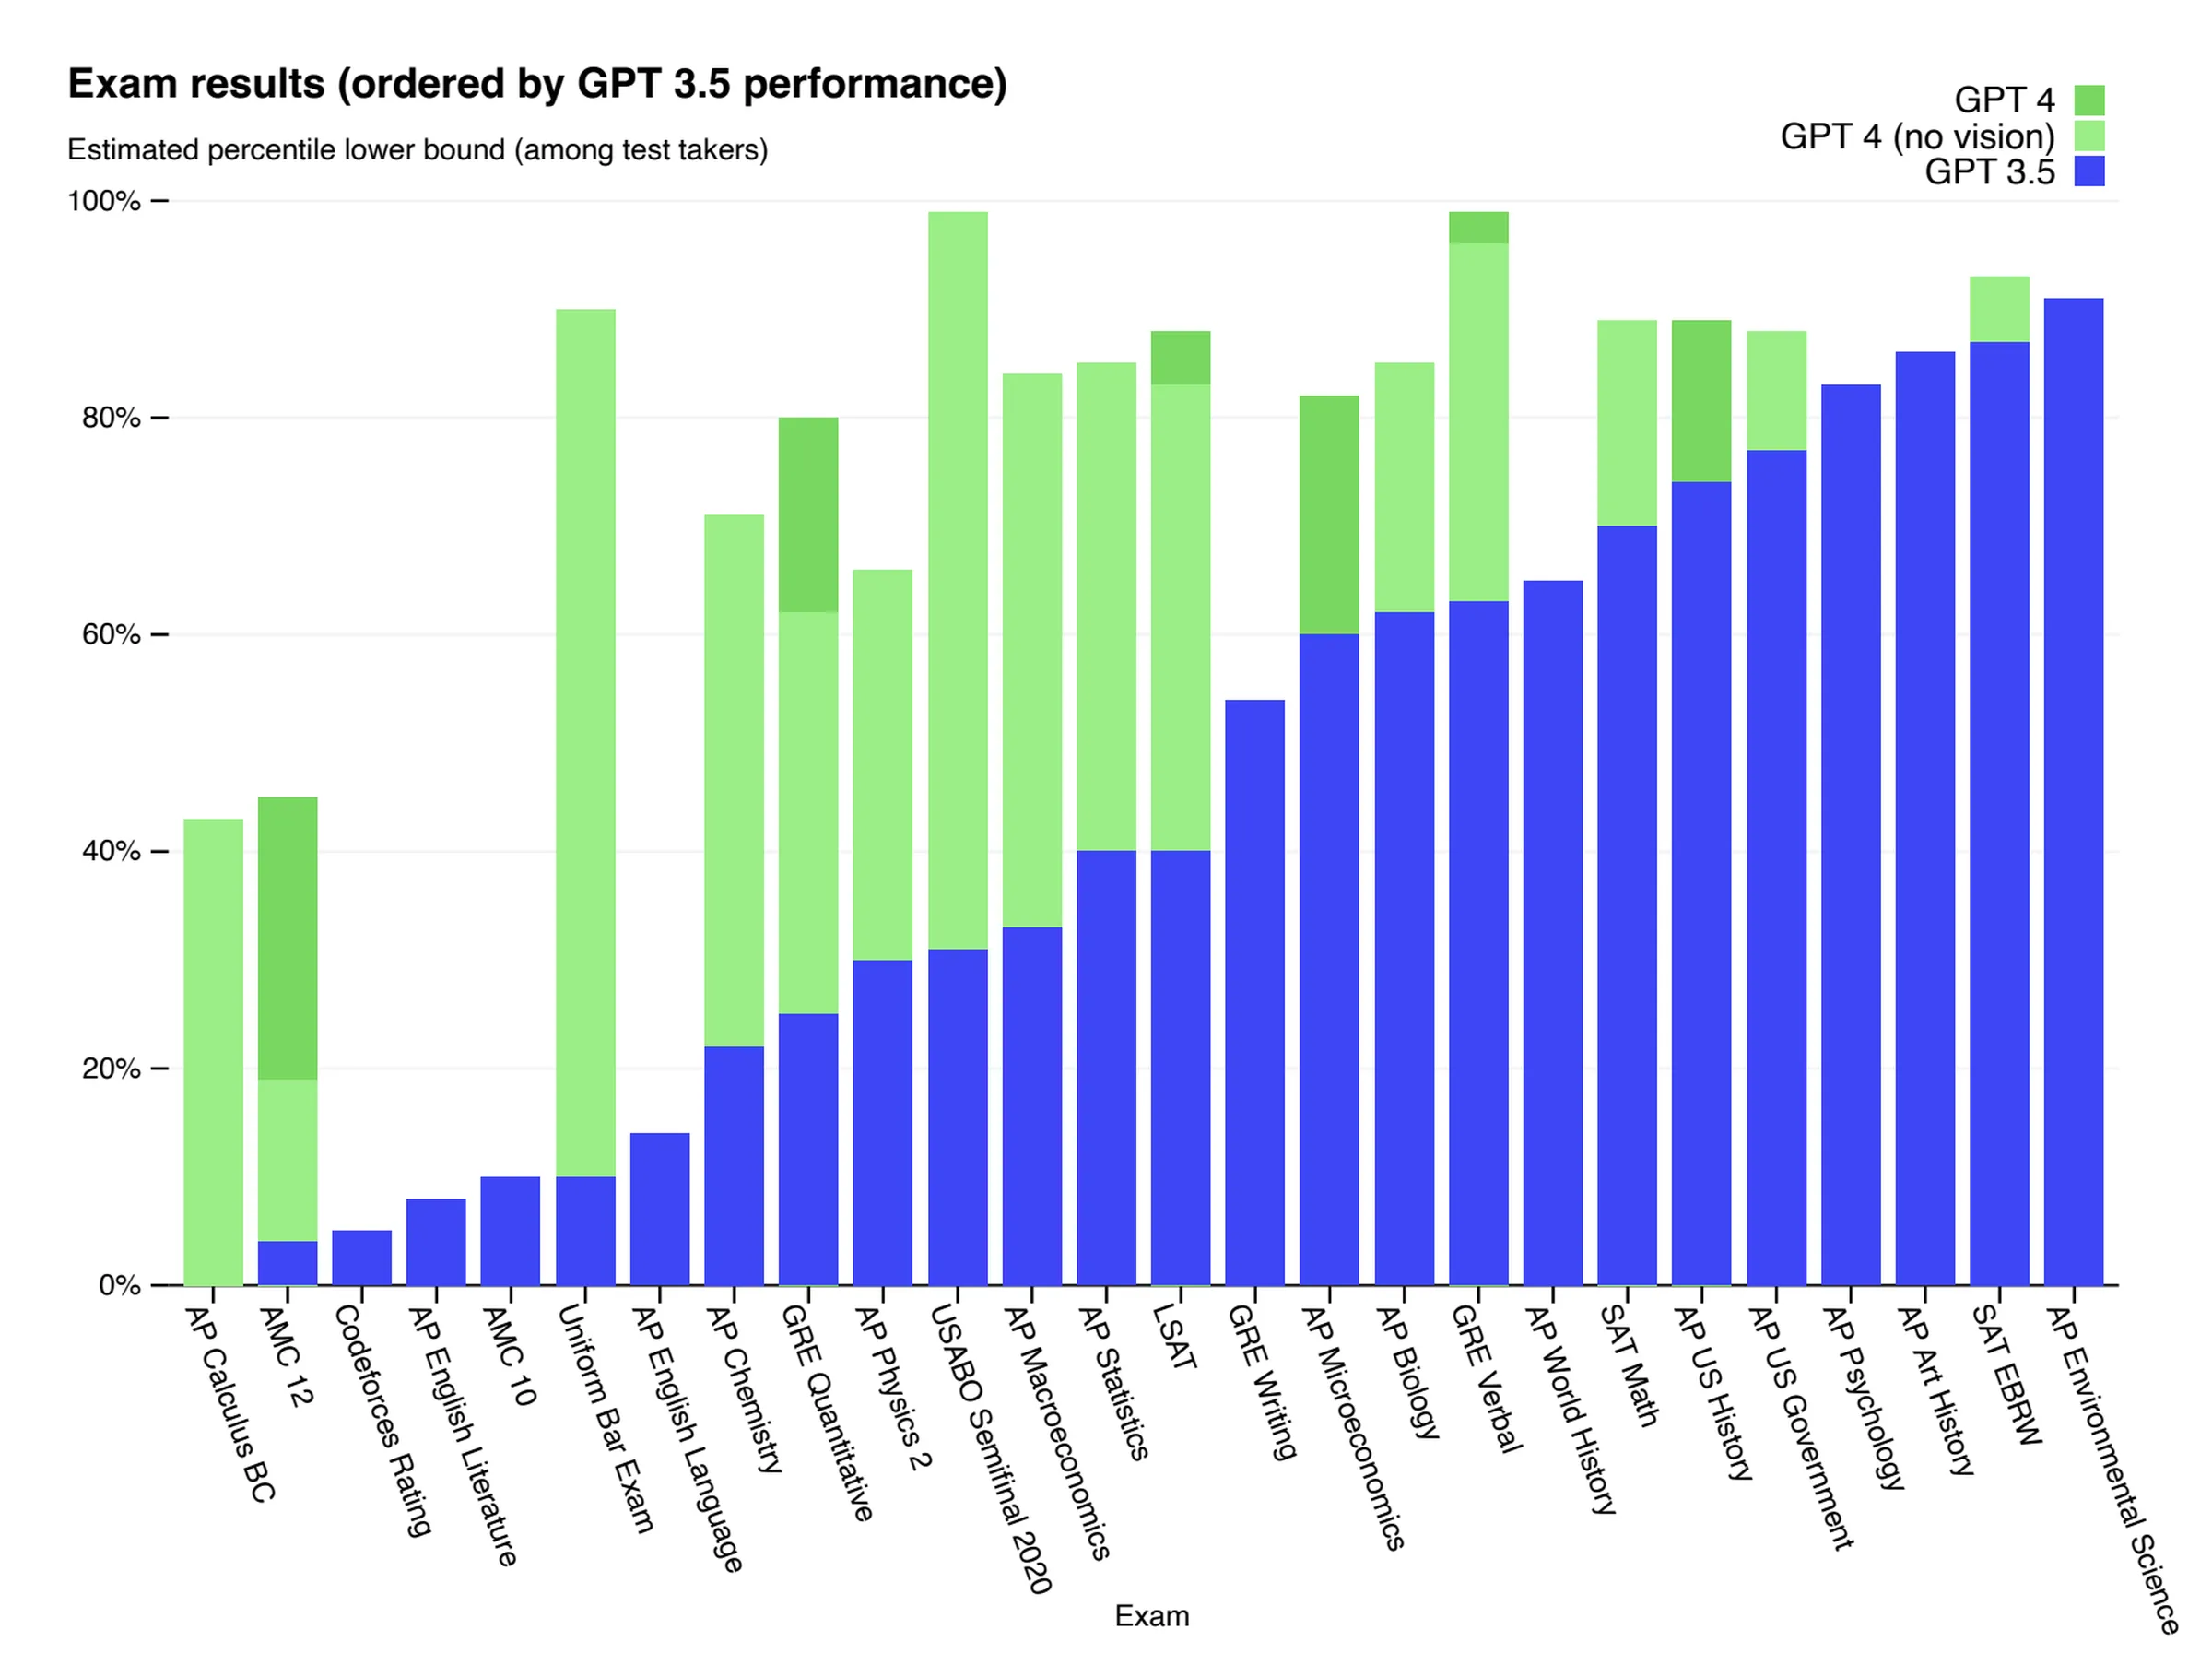 Exam results (ordered by GPT 3.5 performance)
Estimated percentile lower bound (among test takers)
GPT 4
GPT 4 (no vision)
GPT 3.5
100%
80%
60%
40%
20%
0%
AP Calculus BC
AMC 12
Codeforces Rating
AP English Literature
AMC 10
Uniform Bar Exam
AP English Language
AP Chemistry
GRE Quantitative
AP Physics 2
USABO Semifinal 2020
AP Macroeconomics
AP Statistics
LSAT
GRE Writing
AP Microeconomics
AP Biology
GRE Verbal
AP World History
SAT Math
AP US History
AP US Government
AP Psychology
AP Art History
SAT EBRW
AP Environmental Science
Exam